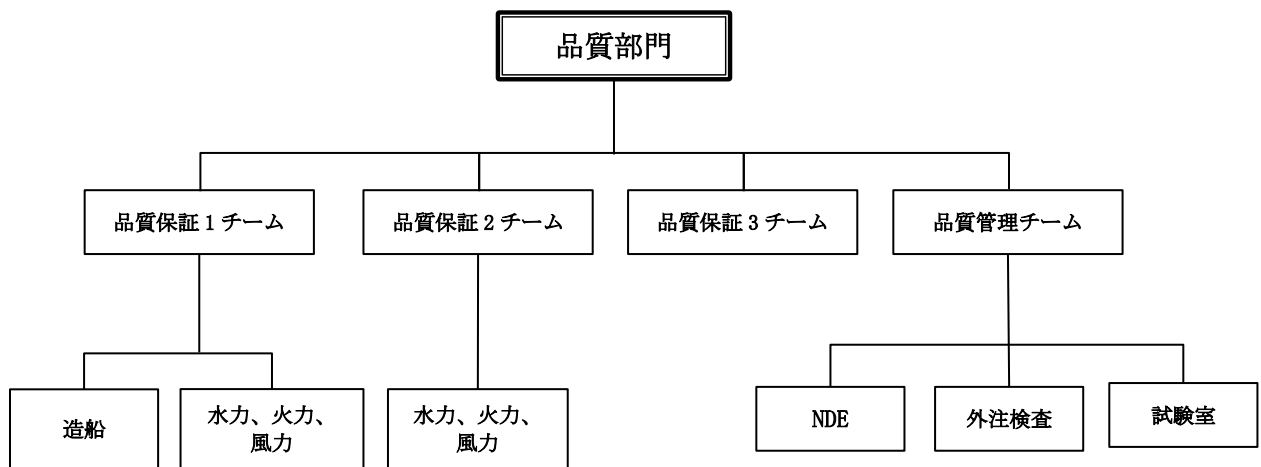 品質部門
品質保証 1 チーム
品質保証 2 チーム
品質保証 3 チーム
品質管理チーム
造船
水力、火力、
風力
水力、火力、
風力
NDE
外注検査
試験室